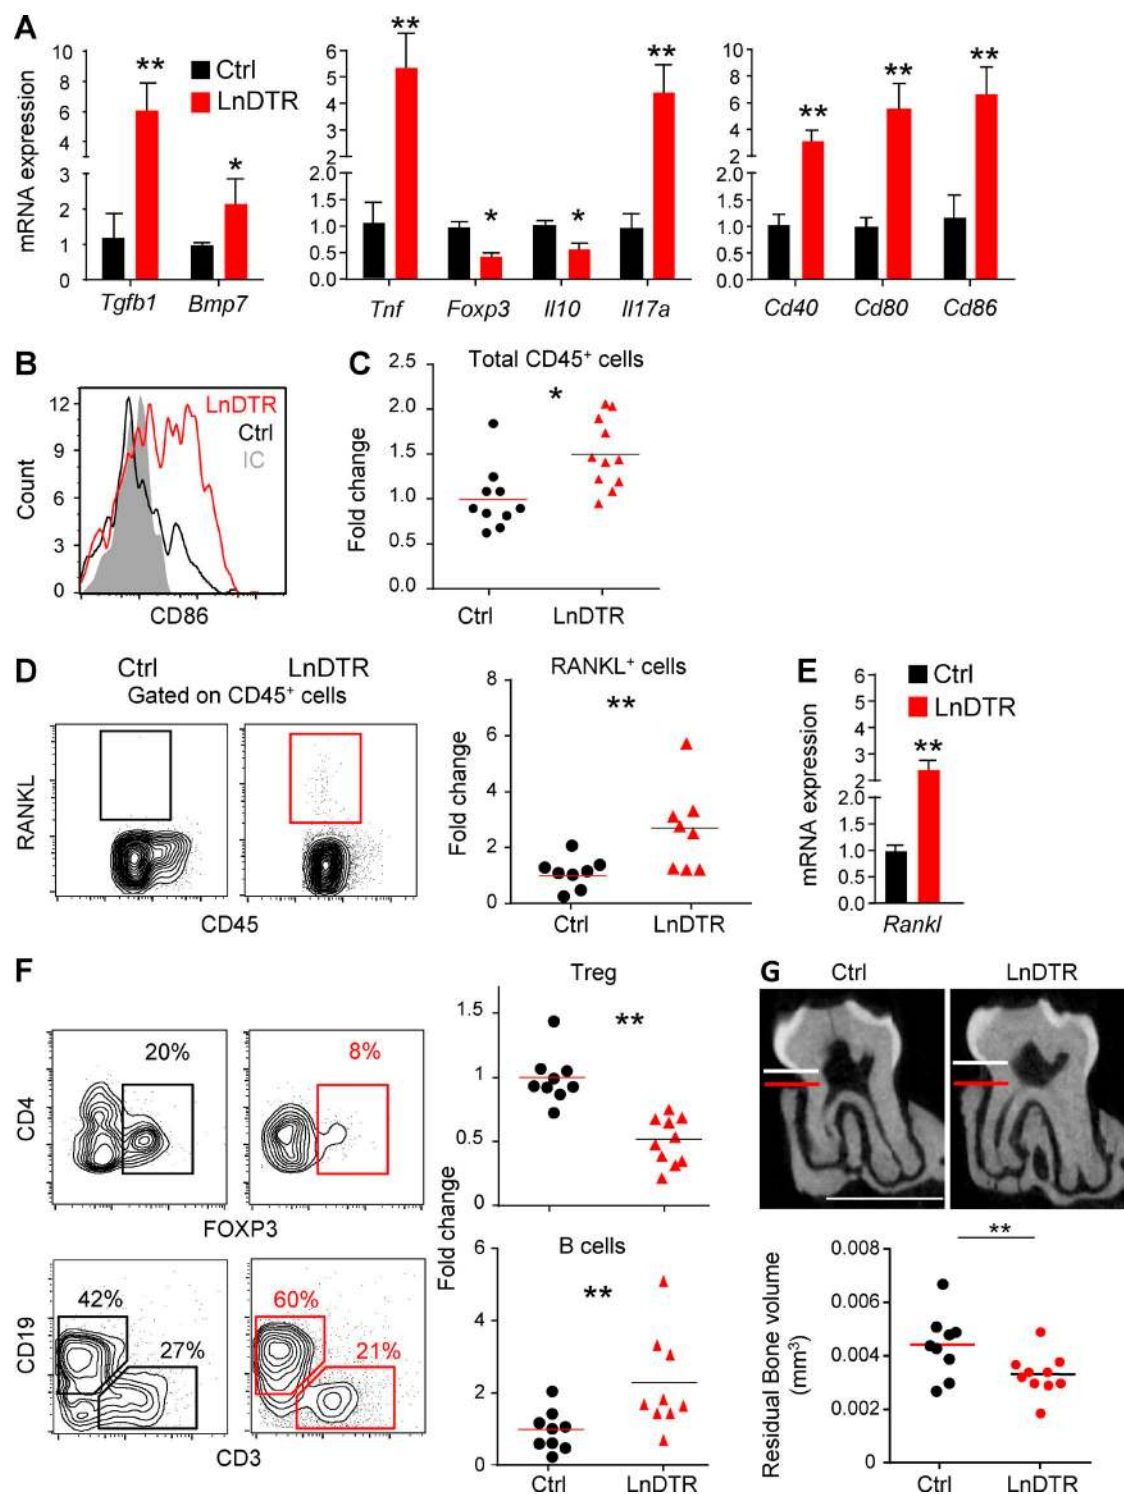 A
mRNA expression
10
8
6
4
2
3
2
1
0
**
*
Ctrl
LnDTR
Tgfb1
Bmp7
6
5
4
3
2
2.0
1.5
1.0
0.5
0.0
**
*
*
**
Tnf
Foxp3
Il10
Il17a
10
8
6
4
2
2.0
1.5
1.0
0.5
0.0
**
**
**
Cd40
Cd80
Cd86
B
Count
12
9
6
3
0
LnDTR
Ctrl
IC
CD86
C
Total CD45+ cells
Fold change
2.5
2.0
1.5
1.0
0.5
0.0
*
Ctrl
LnDTR
D
Ctrl
LnDTR
Gated on CD45+ cells
RANKL
CD45
RANKL+ cells
Fold change
8
6
4
2
0
**
Ctrl
LnDTR
E
Ctrl
LnDTR
mRNA expression
6
5
4
3
2
2.0
1.5
1.0
0.5
0.0
**
Rankl
F
CD4
20%
8%
FOXP3
CD19
42%
27%
60%
21%
CD3
Fold change
Treg
1.5
1
0.5
0
**
B cells
6
4
2
0
**
Ctrl
LnDTR
G
Ctrl
LnDTR
Residual Bone volume
(mm3)
0.008
0.006
0.004
0.002
0
**
Ctrl
LnDTR